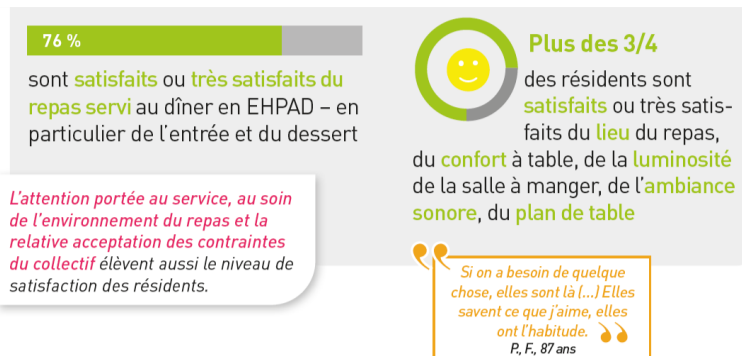 76 %
sont satisfaits ou très satisfaits du
repas servi au dîner en EHPAD – en
particulier de l'entrée et du dessert
L'attention portée au service, au soin
de l'environnement du repas et la
relative acceptation des contraintes
du collectif élèvent aussi le niveau de
satisfaction des résidents.
Plus des 3/4
des résidents sont
satisfaits ou très satis-
faits du lieu du repas,
du confort à table, de la luminosité
de la salle à manger, de l'ambiance
sonore, du plan de table
“ Si on a besoin de quelque
chose, elles sont là (...) Elles
savent ce que j'aime, elles
ont l'habitude. ”
P., F., 87 ans